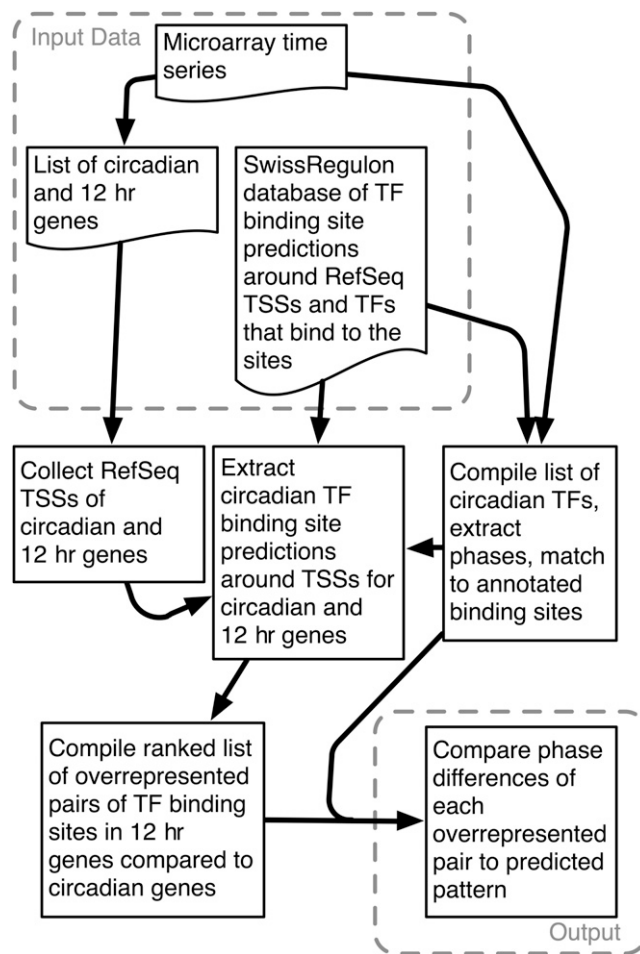 Input Data
Microarray time
series
List of circadian
and 12 hr
genes
SwissRegulon
database of TF
binding site
predictions
around RefSeq
TSSs and TFs
that bind to the
sites
Collect RefSeq
TSSs of
circadian and
12 hr genes
Extract
circadian TF
binding site
predictions
around TSSs for
circadian and
12 hr genes
Compile list of
circadian TFs,
extract
phases, match
to annotated
binding sites
Compile ranked list
of overrepresented
pairs of TF binding
sites in 12 hr
genes compared to
circadian genes
Compare phase
differences of
each
overrepresented
pair to predicted
pattern
Output